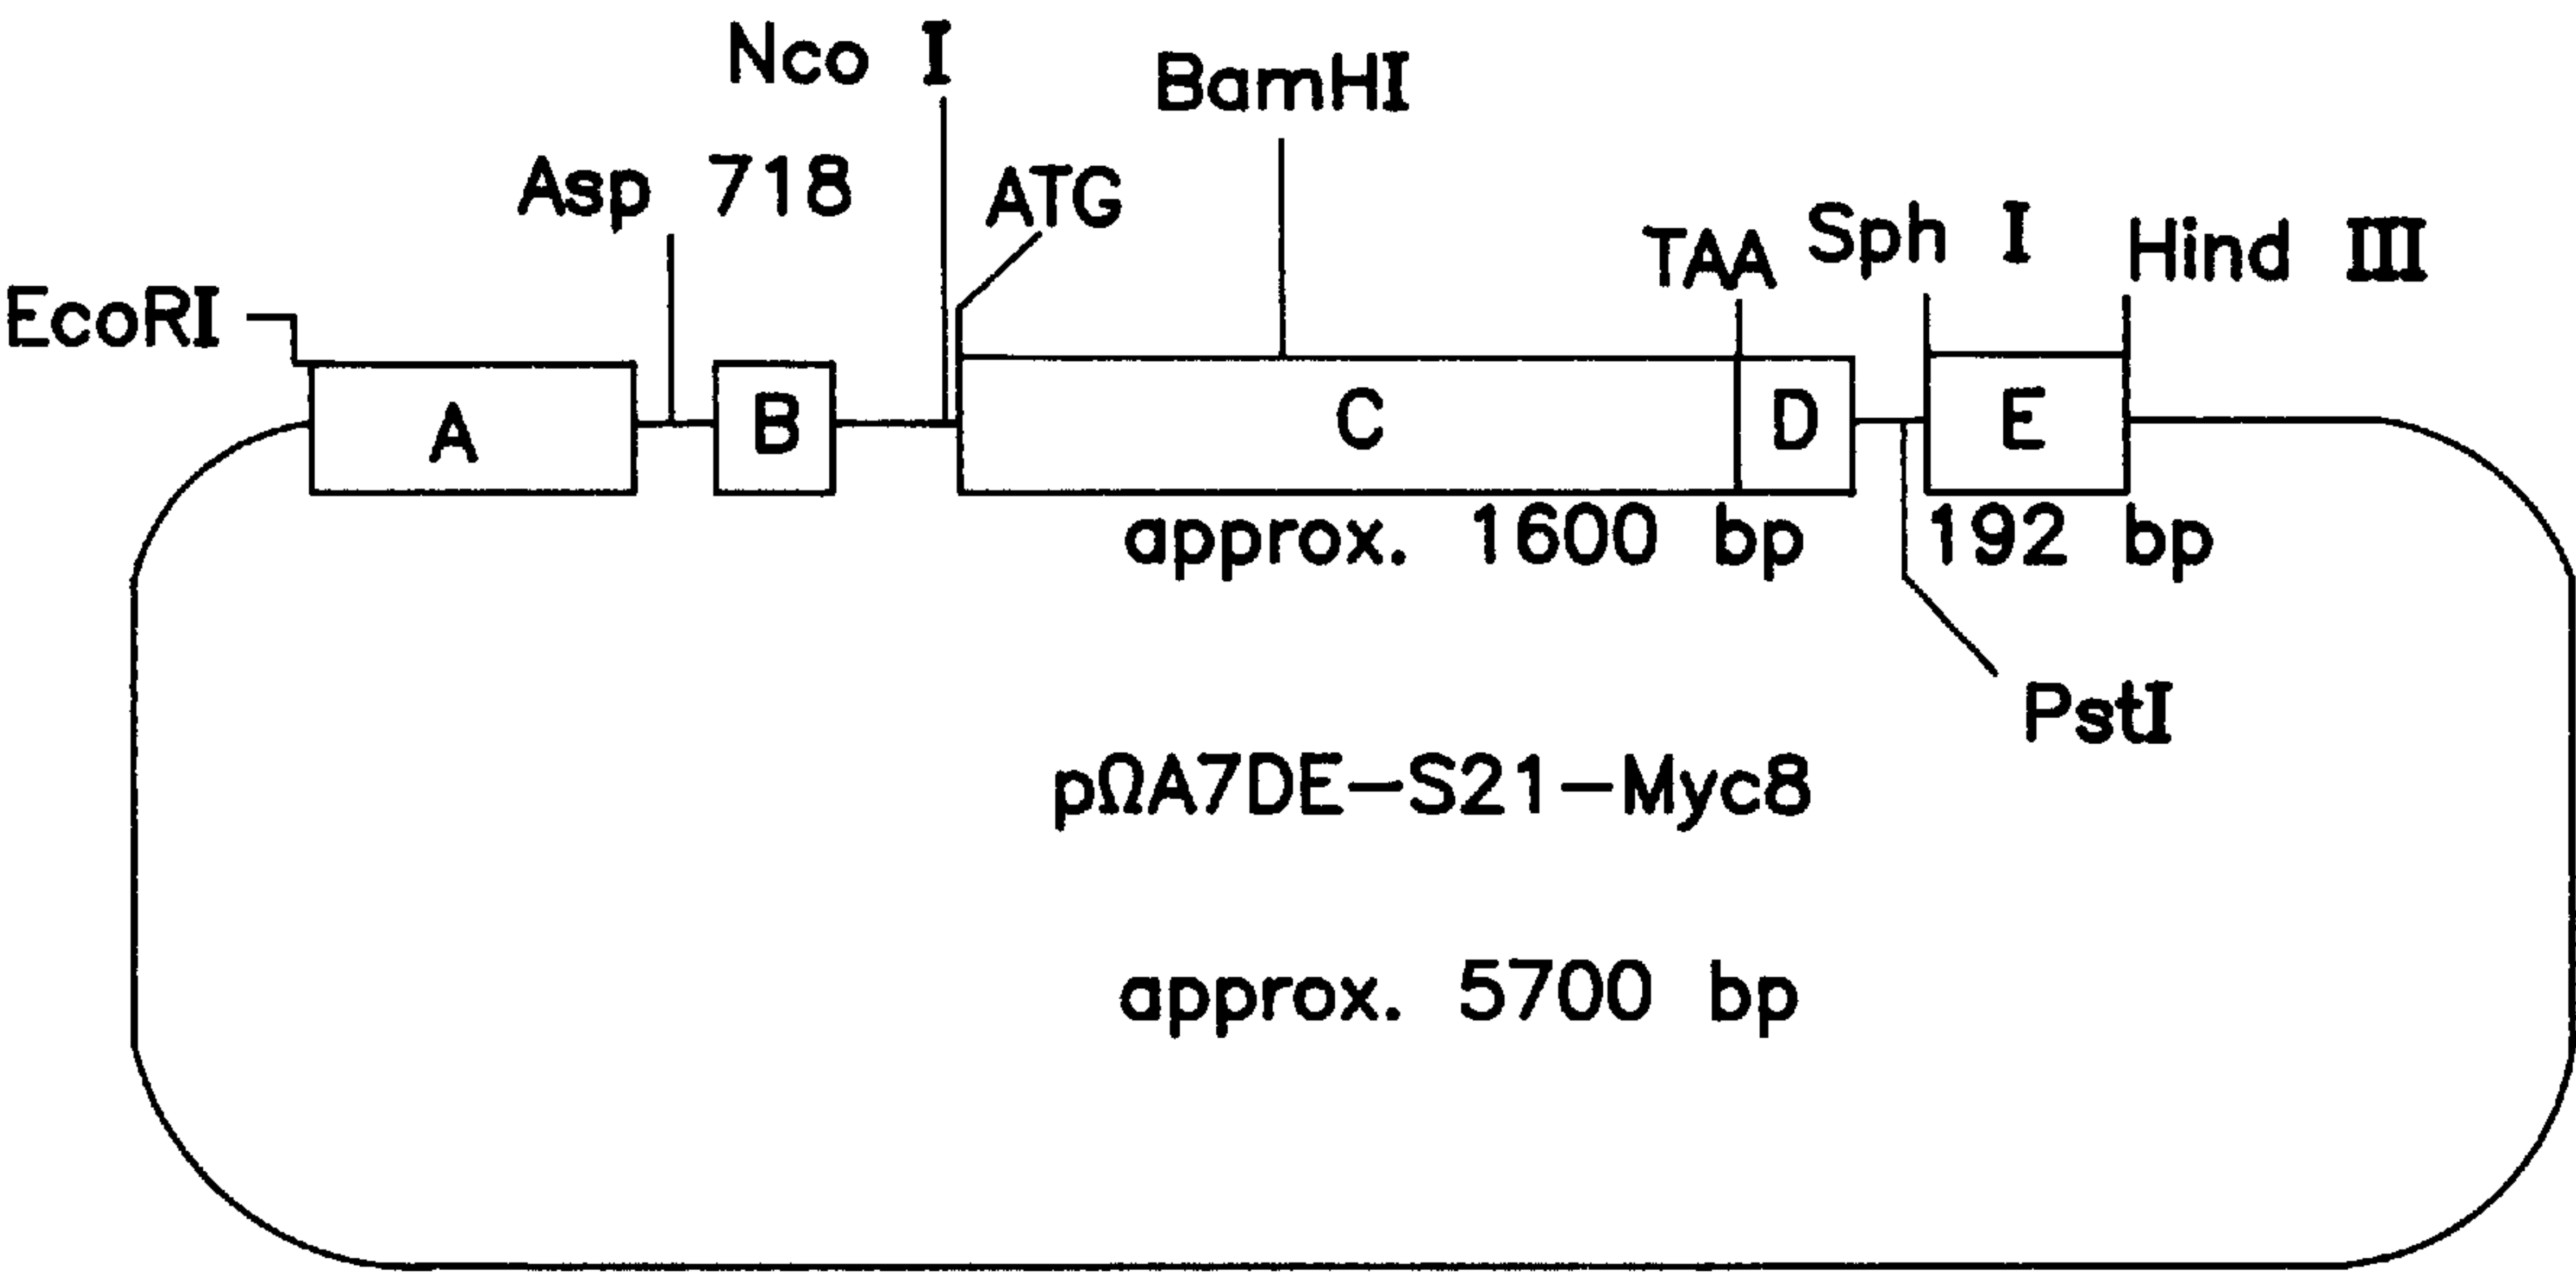 Nco I
BamHI
Asp 718
ATG
TAA
Sph I
Hind III
EcoRI
A
B
C
D
E
approx. 1600 bp
192 bp
PstI
pΩA7DE-S21-Myc8
approx. 5700 bp